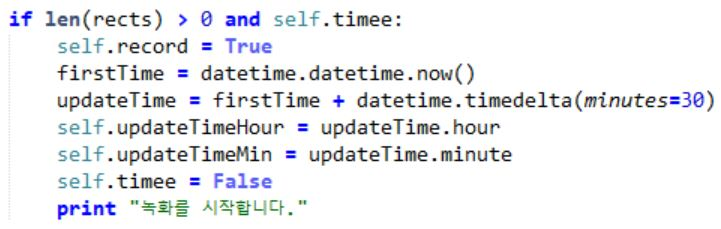 if len(rects) > 0 and self.timee:
    self.record = True
    firstTime = datetime.datetime.now()
    updateTime = firstTime + datetime.timedelta(minutes=30)
    self.updateTimeHour = updateTime.hour
    self.updateTimeMin = updateTime.minute
    self.timee = False
    print "녹화를 시작합니다."